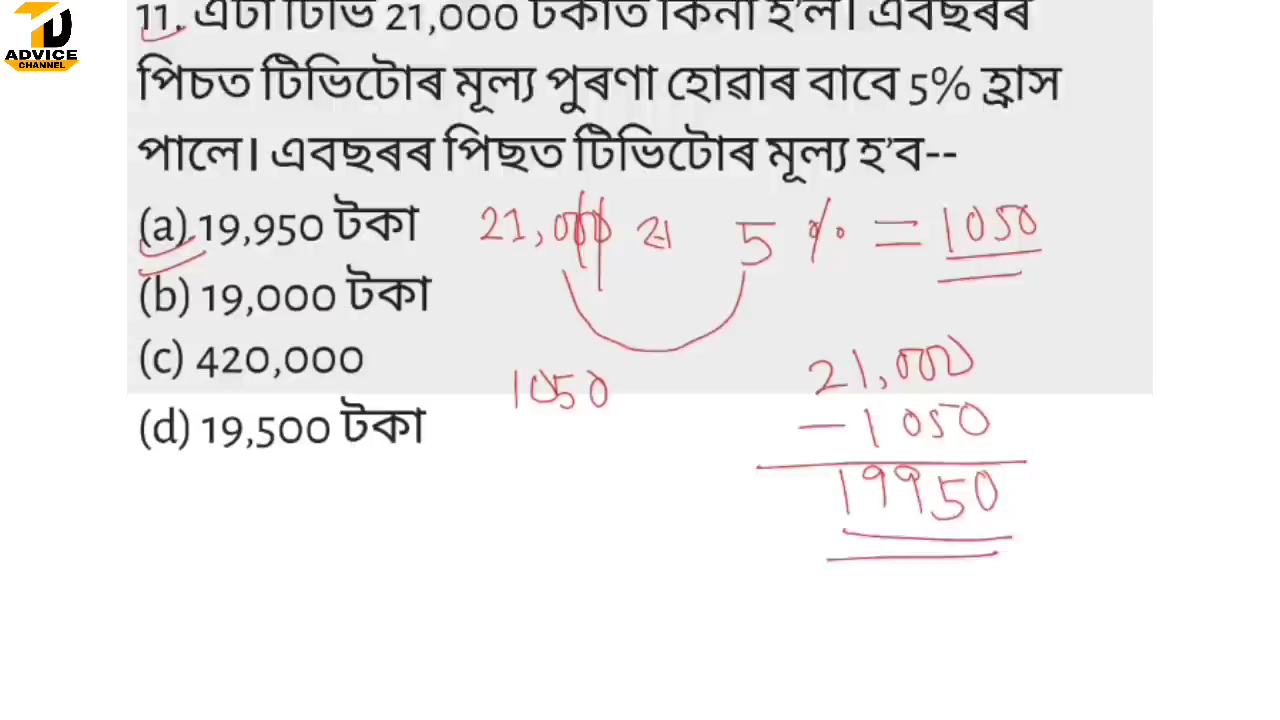 TD
ADVICE
CHANNEL
11. এটা টিভি 21,000 টকাত কিনা হ’ল। এবছৰৰ
পিচত টিভিটোৰ মূল্য পুৰণা হোৱাৰ বাবে 5% হ্ৰাস
পালে। এবছৰৰ পিছত টিভিটোৰ মূল্য হ’ব--
(a) 19,950 টকা
21,000 ৰ 5 % = 1050
(b) 19,000 টকা
(c) 420,000
1050
21,000
- 1050
(d) 19,500 টকা
19950